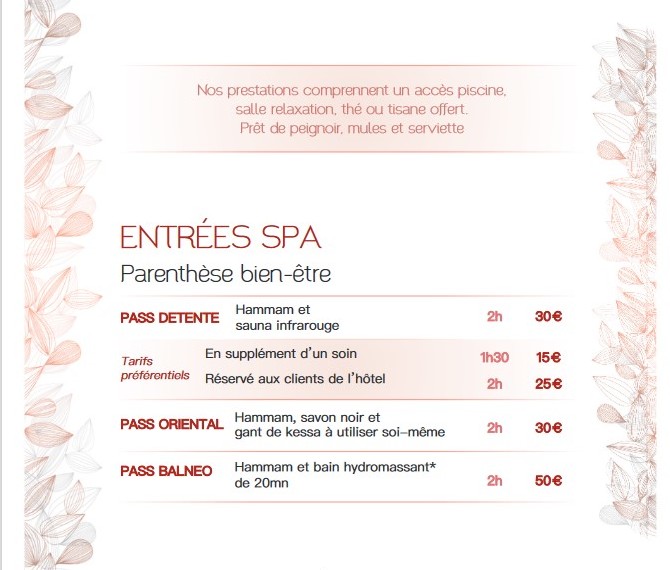 Nos prestations comprennent un accès piscine,
salle relaxation, thé ou tisane offert.
Prêt de peignoir, mules et serviette
ENTRÉES SPA
Parenthèse bien-être
PASS DETENTE Hammam et
sauna infrarouge 2h 30€
Tarifs
préférentiels
En supplément d'un soin 1h30 15€
Réservé aux clients de l'hôtel 2h 25€
PASS ORIENTAL Hammam, savon noir et
gant de kessa à utiliser soi-même 2h 30€
PASS BALNEO Hammam et bain hydromassant*
de 20mn 2h 50€